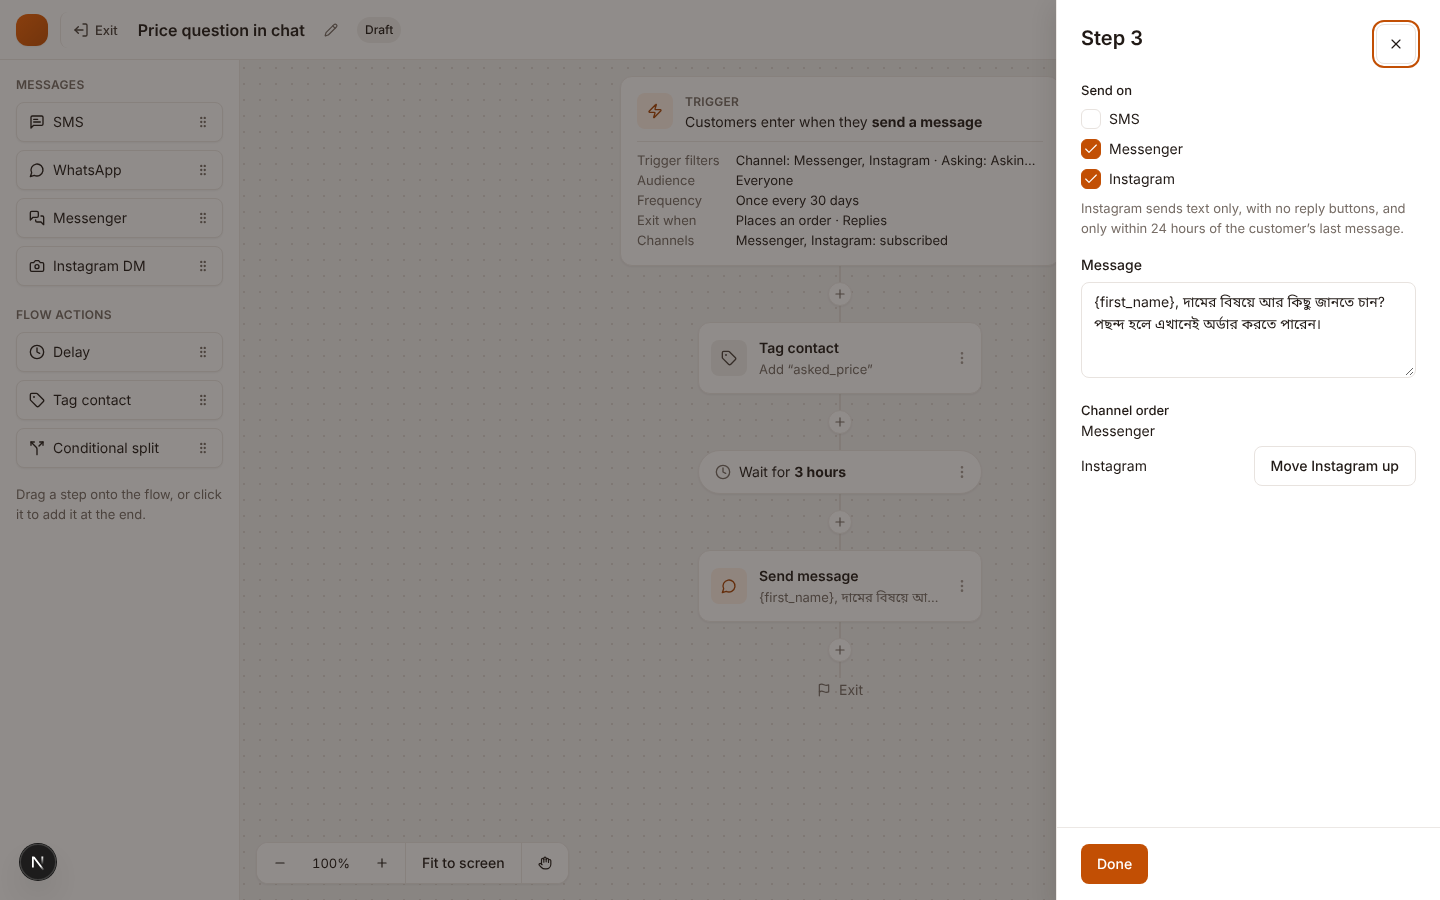 Exit
Price question in chat
Draft
MESSAGES
SMS
WhatsApp
Messenger
Instagram DM
FLOW ACTIONS
Delay
Tag contact
Conditional split
Drag a step onto the flow, or click
it to add it at the end.
TRIGGER
Customers enter when they send a message
Trigger filters Channel: Messenger, Instagram · Asking: Askin...
Audience Everyone
Frequency Once every 30 days
Exit when Places an order · Replies
Channels Messenger, Instagram: subscribed
Tag contact
Add “asked_price”
Wait for 3 hours
Send message
{first_name}, দামের বিষয়ে আ...
Exit
100%
Fit to screen
N
Step 3
Send on
SMS
Messenger
Instagram
Instagram sends text only, with no reply buttons, and
only within 24 hours of the customer’s last message.
Message
{first_name}, দামের বিষয়ে আর কিছু জানতে চান?
পছন্দ হলে এখানেই অর্ডার করতে পারেন।
Channel order
Messenger
Instagram
Move Instagram up
Done